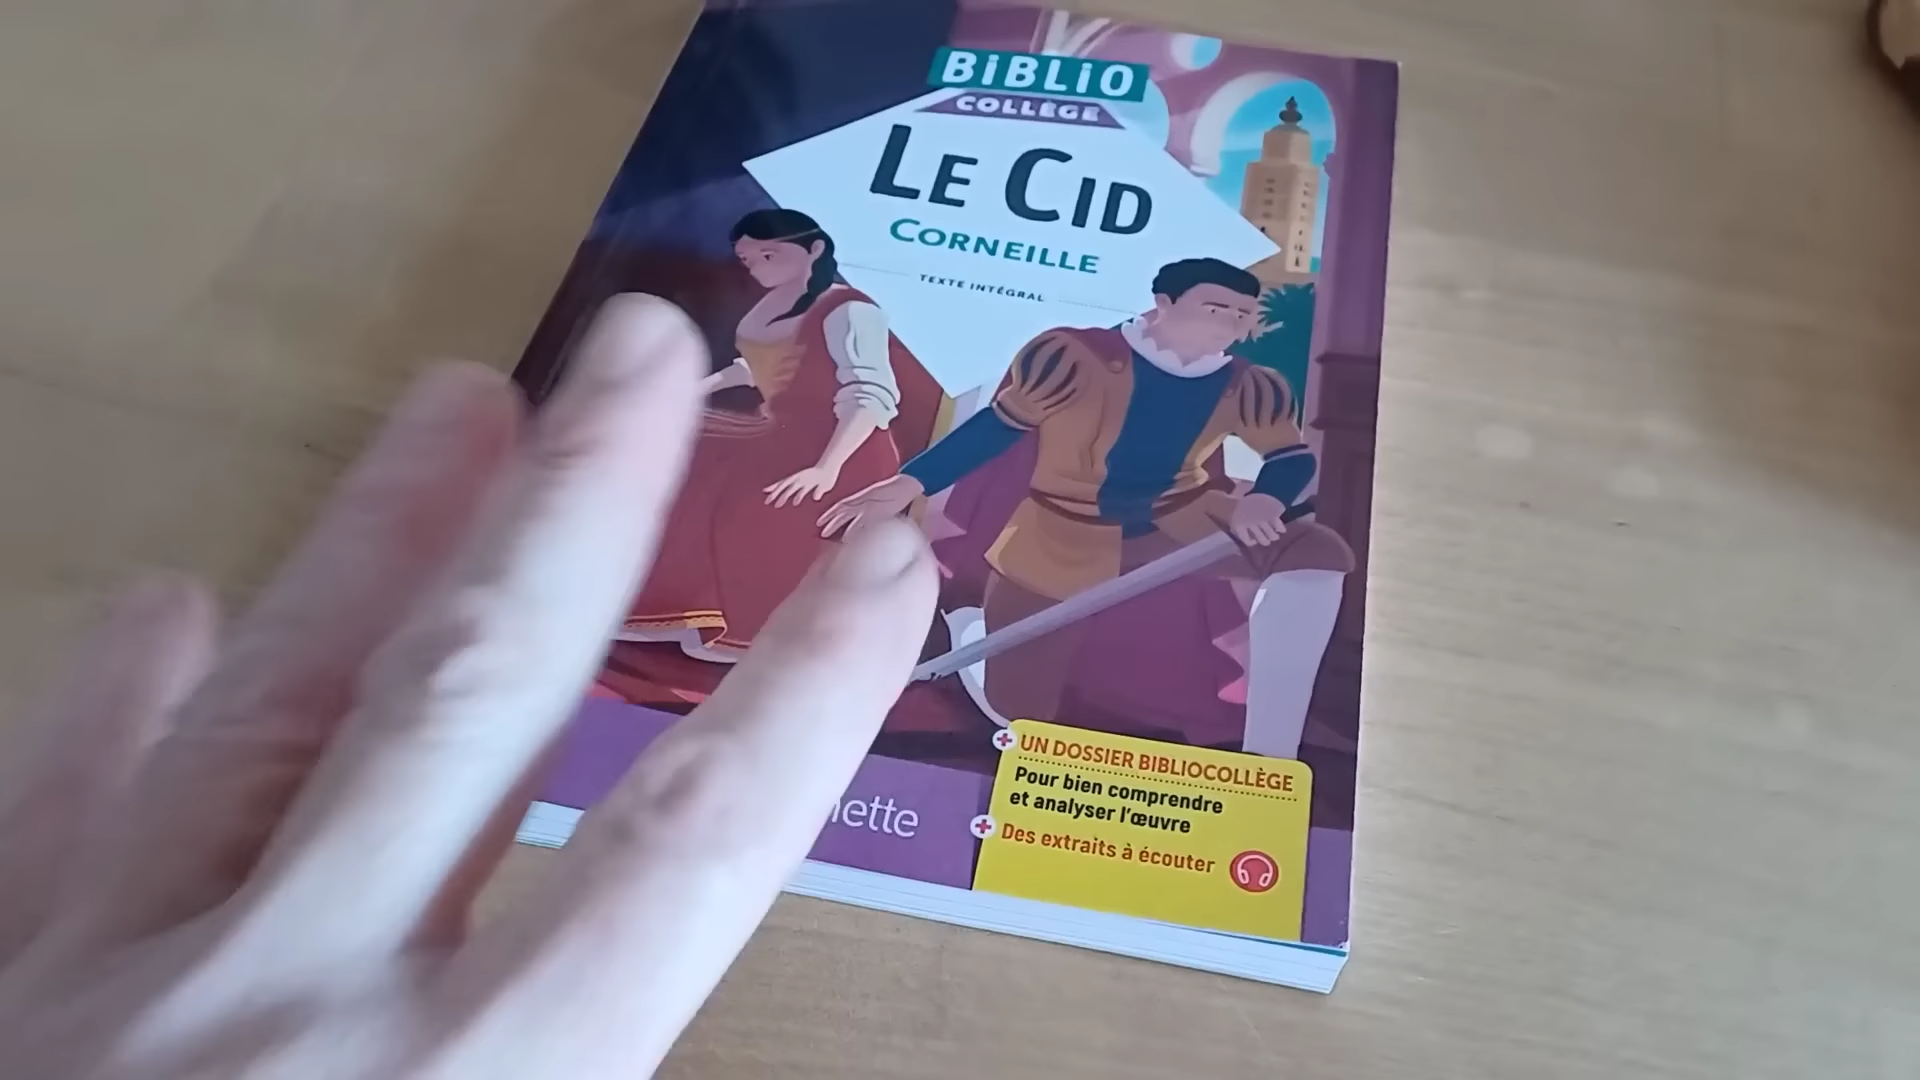 BiBLiO
COLLÈGE
LE CID
CORNEILLE
TEXTE INTÉGRAL
UN DOSSIER BIBLIOCOLLÈGE
Pour bien comprendre
et analyser l'œuvre
Des extraits à écouter